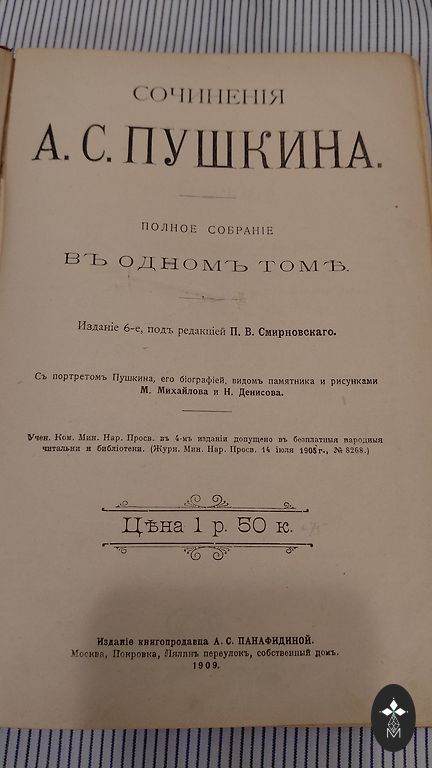 СОЧИНЕНІЯ
А. С. ПУШКИНА.
ПОЛНОЕ СОБРАНІЕ
ВЪ ОДНОМЪ ТОМѢ.
Изданіе 6-е, подъ редакціей П. В. Смирновскаго.
Съ портретомъ Пушкина, его біографіей, видомъ памятника и рисунками
М. Михайлова и Н. Денисова.
Учен. Ком. Мин. Нар. Просв. въ 4-мъ изданіи допущено въ безплатныя народныя
читальни и библіотеки. (Журн. Мин. Нар. Просв. 14 іюля 1905 г., № 8268.)
Цѣна 1 р. 50 к.
Изданіе книгопродавца А. С. ПАНАФИДИНОЙ.
Москва, Покровка, Лялинъ переулокъ, собственный домъ.
1909.
М